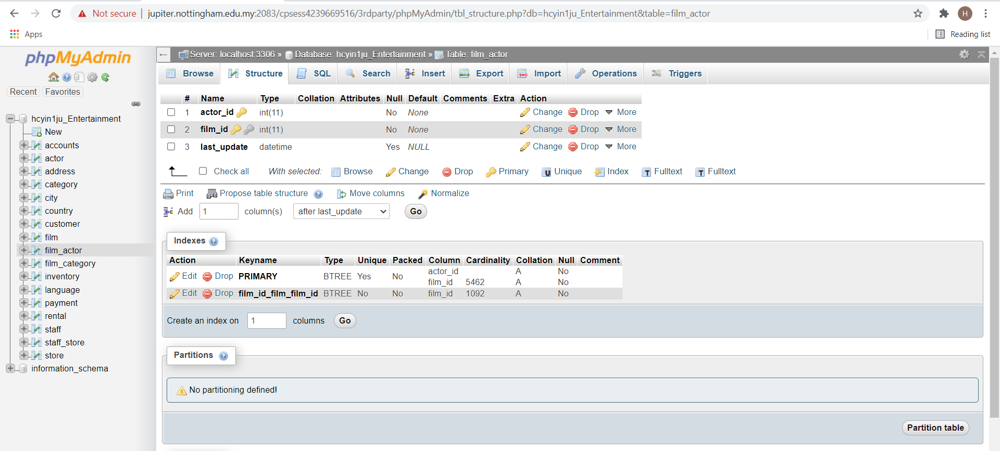 Not secure | jupiter.nottingham.edu.my:2083/cpsess4239669516/3rdparty/phpMyAdmin/tbl_structure.php?db=hcyin1ju_Entertainment&table=film_actor
H
Apps
Reading list
phpMyAdmin
Recent Favorites
hcyin1ju_Entertainment
New
accounts
actor
address
category
city
country
customer
film
film_actor
film_category
inventory
language
payment
rental
staff
staff_store
store
information_schema
Server: localhost:3306 » Database: hcyin1ju_Entertainment » Table: film_actor
Browse Structure SQL Search Insert Export Import Operations Triggers
# Name Type Collation Attributes Null Default Comments Extra Action
1 actor_id int(11) No None Change Drop More
2 film_id int(11) No None Change Drop More
3 last_update datetime Yes NULL Change Drop More
Check all With selected: Browse Change Drop Primary Unique Index Fulltext Fulltext
Print Propose table structure Move columns Normalize
Add 1 column(s) after last_update Go
Indexes
Action Keyname Type Unique Packed Column Cardinality Collation Null Comment
actor_id A No
Edit Drop PRIMARY BTREE Yes No
film_id 5462 A No
Edit Drop film_id_film_film_id BTREE No No film_id 1092 A No
Create an index on 1 columns Go
Partitions
No partitioning defined!
Partition table